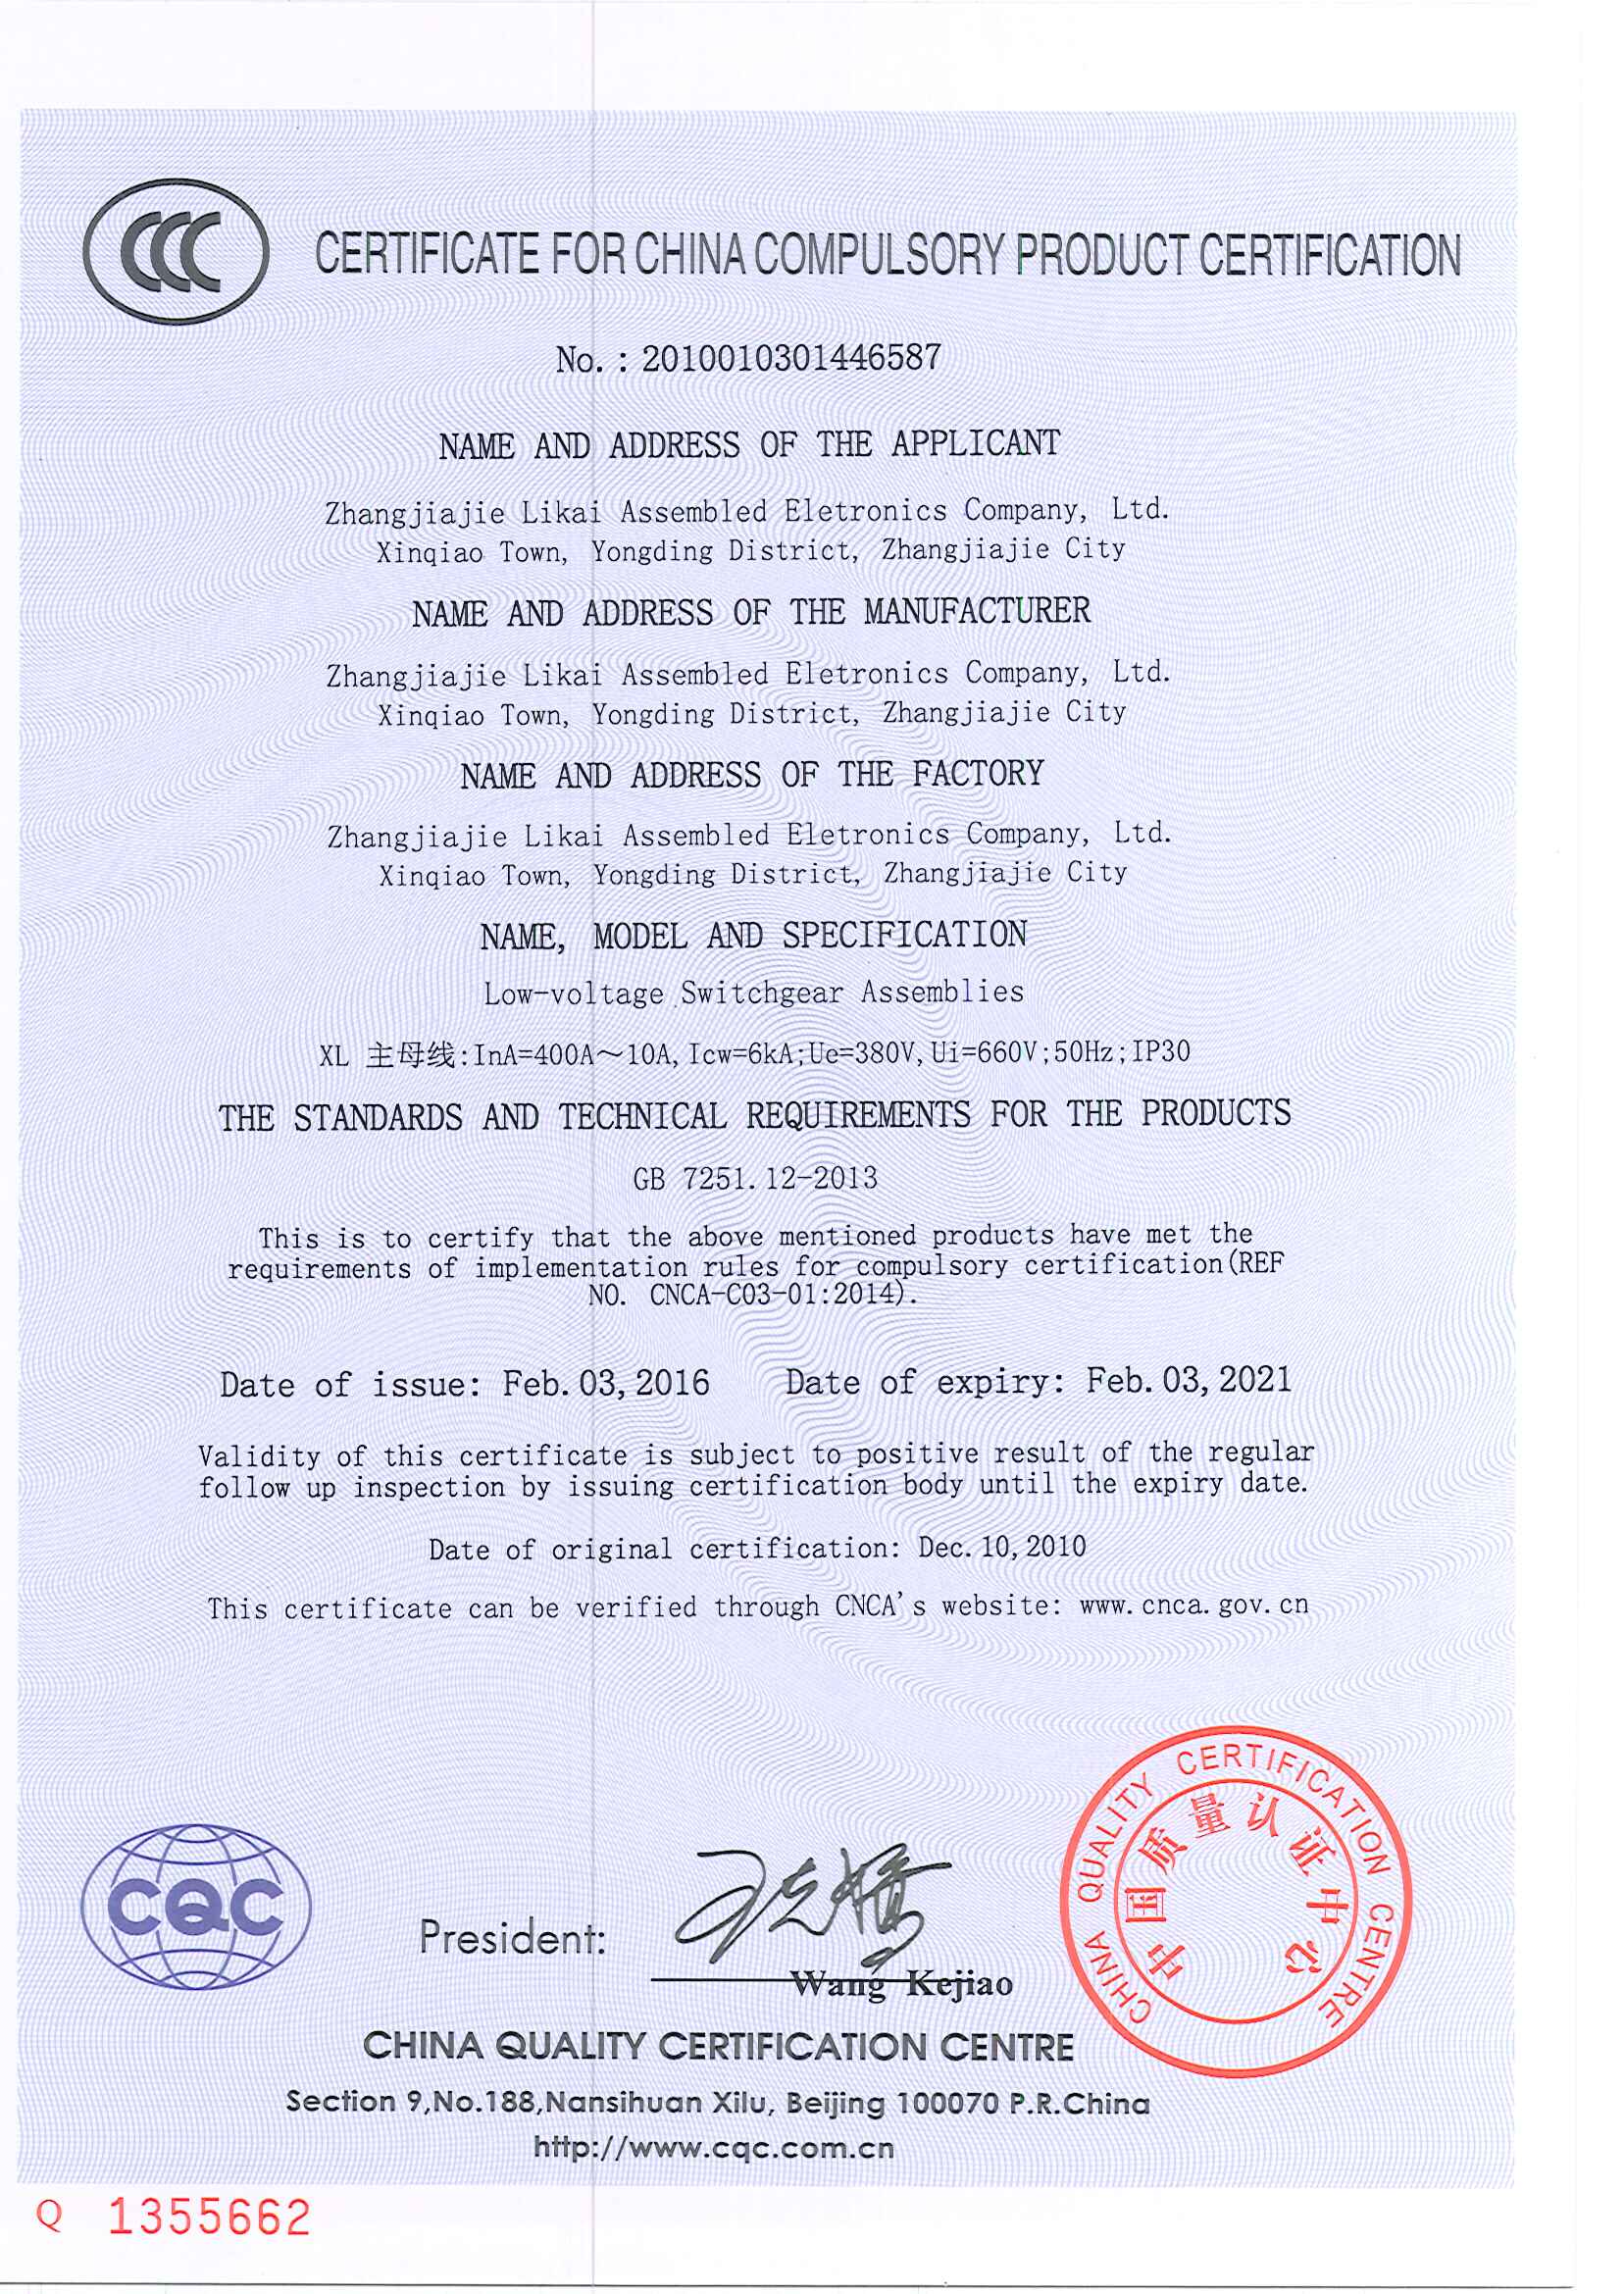 CERTIFICATE FOR CHINA COMPULSORY PRODUCT CERTIFICATION
No. : 2010010301446587
NAME AND ADDRESS OF THE APPLICANT
Zhangjiajie Likai Assembled Eletronics Company, Ltd.
Xinqiao Town, Yongding District, Zhangjiajie City
NAME AND ADDRESS OF THE MANUFACTURER
Zhangjiajie Likai Assembled Eletronics Company, Ltd.
Xinqiao Town, Yongding District, Zhangjiajie City
NAME AND ADDRESS OF THE FACTORY
Zhangjiajie Likai Assembled Eletronics Company, Ltd.
Xinqiao Town, Yongding District, Zhangjiajie City
NAME, MODEL AND SPECIFICATION
Low-voltage Switchgear Assemblies
XL 主母线:InA=400A～10A, Icw=6kA;Ue=380V, Ui=660V;50Hz;IP30
THE STANDARDS AND TECHNICAL REQUIREMENTS FOR THE PRODUCTS
GB 7251.12-2013
This is to certify that the above mentioned products have met the
requirements of implementation rules for compulsory certification(REF
NO. CNCA-C03-01:2014).
Date of issue: Feb. 03, 2016 Date of expiry: Feb. 03, 2021
Validity of this certificate is subject to positive result of the regular
follow up inspection by issuing certification body until the expiry date.
Date of original certification: Dec. 10, 2010
This certificate can be verified through CNCA's website: www.cnca.gov.cn
CHINA QUALITY CERTIFICATION CENTRE
中国质量认证中心
CQC
President: 王克娇
Wang Kejiao
CHINA QUALITY CERTIFICATION CENTRE
Section 9,No.188,Nansihuan Xilu, Beijing 100070 P.R.China
http://www.cqc.com.cn
Q 1355662